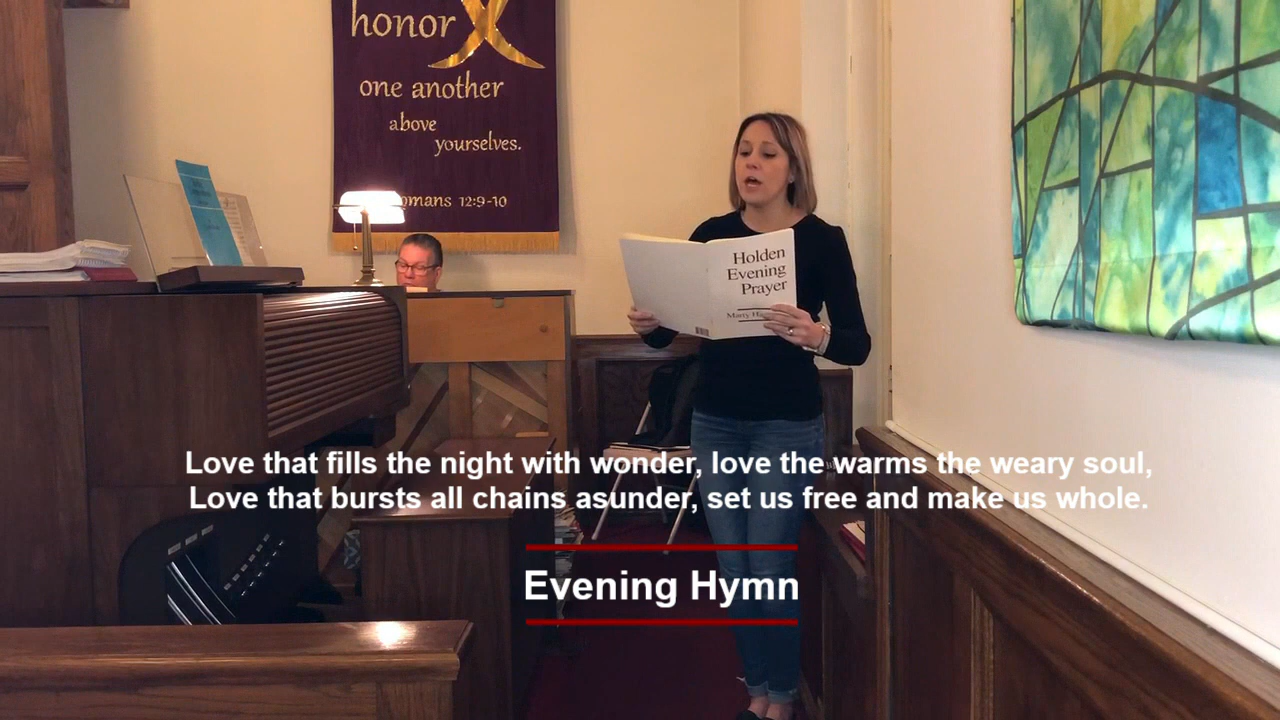 honor
one another
above
yourselves.
omans 12:9-10
Holden
Evening
Prayer
Marty
Love that fills the night with wonder, love the warms the weary soul,
Love that bursts all chains asunder, set us free and make us whole.
Evening Hymn